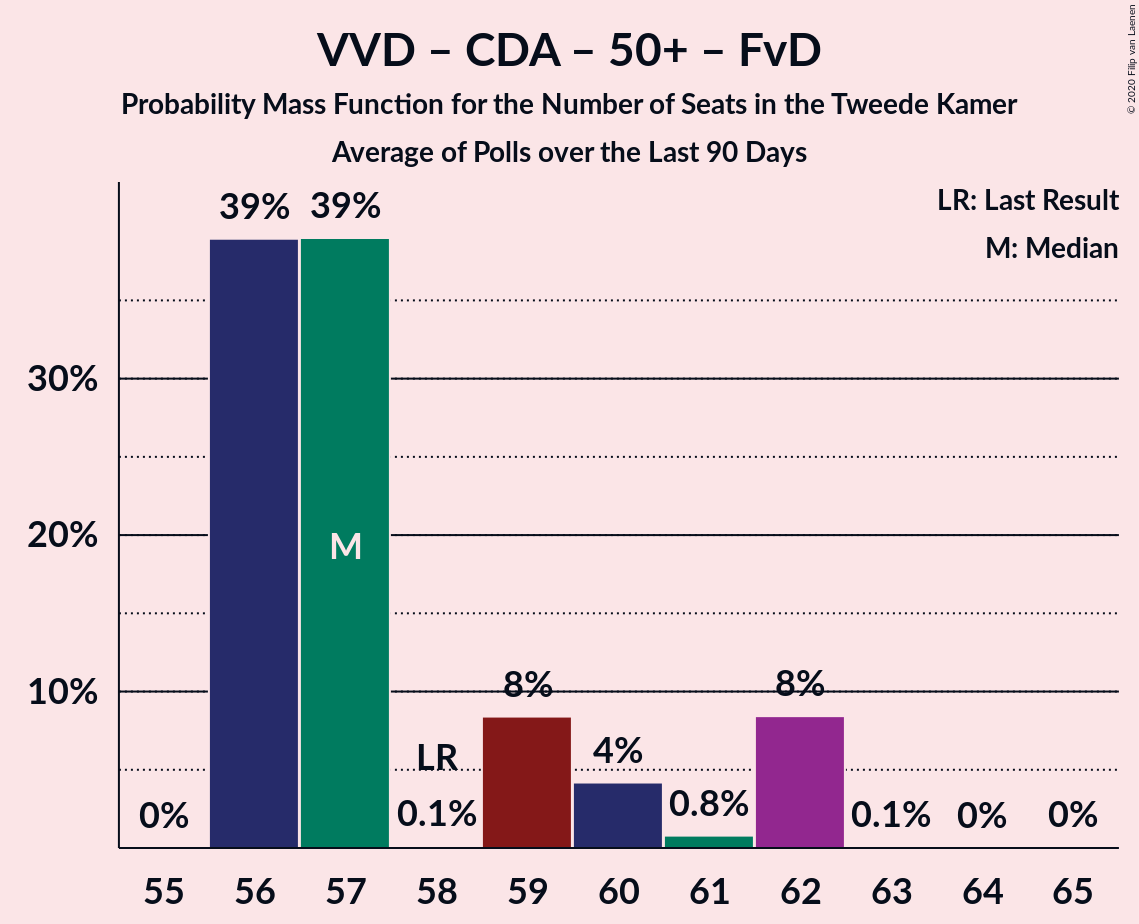 VVD – CDA – 50+ – FvD
Probability Mass Function for the Number of Seats in the Tweede Kamer
Average of Polls over the Last 90 Days
© 2020 Filip van Laenen
LR: Last Result
M: Median
39% 39%
30%
M
20%
10%
8% 8%
LR 4%
0% 0.1% 0.8% 0.1% 0% 0%
55 56 57 58 59 60 61 62 63 64 65